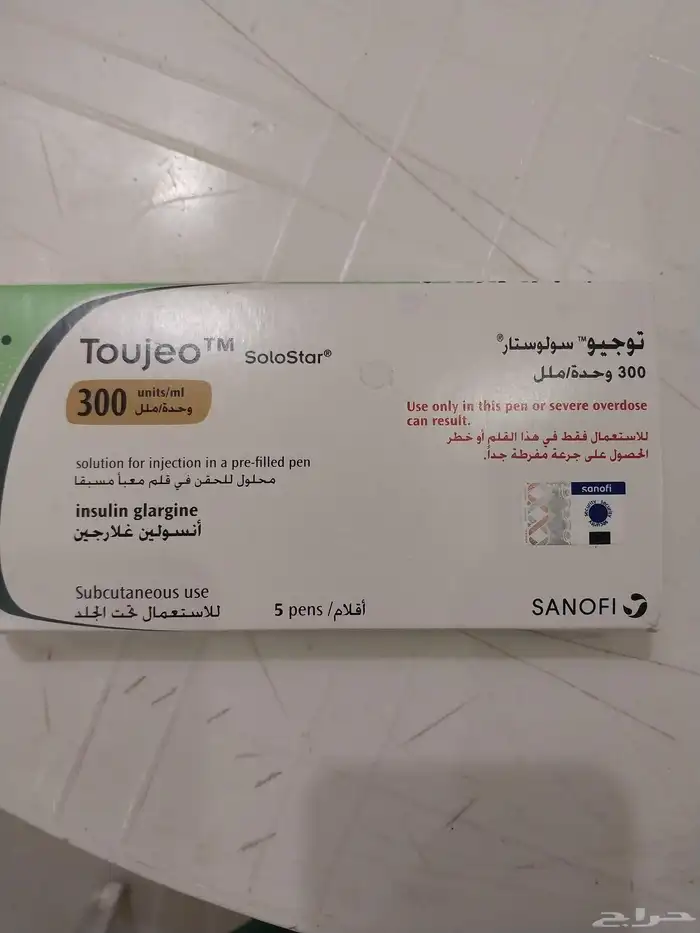 Toujeo™ SoloStar®
300 units/ml
وحدة/ملل
solution for injection in a pre-filled pen
محلول للحقن في قلم معبأ مسبقا
insulin glargine
أنسولين غلارجين
Subcutaneous use
للاستعمال تحت الجلد
5 pens /أقلام
توجيو™ سولوستار®
300 وحدة/ملل
Use only in this pen or severe overdose
can result.
للاستعمال فقط في هذا القلم أو خطر
الحصول على جرعة مفرطة جداً.
sanofi
SANOFI
حراج